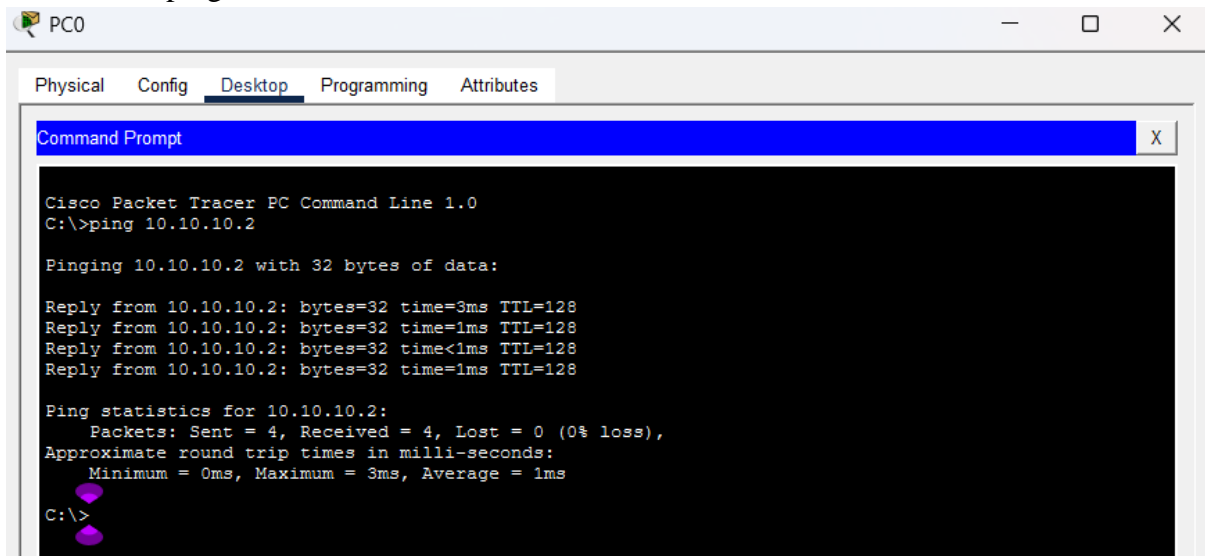 PC0
Physical Config Desktop Programming Attributes
Command Prompt X
Cisco Packet Tracer PC Command Line 1.0
C:\>ping 10.10.10.2
Pinging 10.10.10.2 with 32 bytes of data:
Reply from 10.10.10.2: bytes=32 time=3ms TTL=128
Reply from 10.10.10.2: bytes=32 time=1ms TTL=128
Reply from 10.10.10.2: bytes=32 time<1ms TTL=128
Reply from 10.10.10.2: bytes=32 time=1ms TTL=128
Ping statistics for 10.10.10.2:
Packets: Sent = 4, Received = 4, Lost = 0 (0% loss),
Approximate round trip times in milli-seconds:
Minimum = 0ms, Maximum = 3ms, Average = 1ms
C:\>